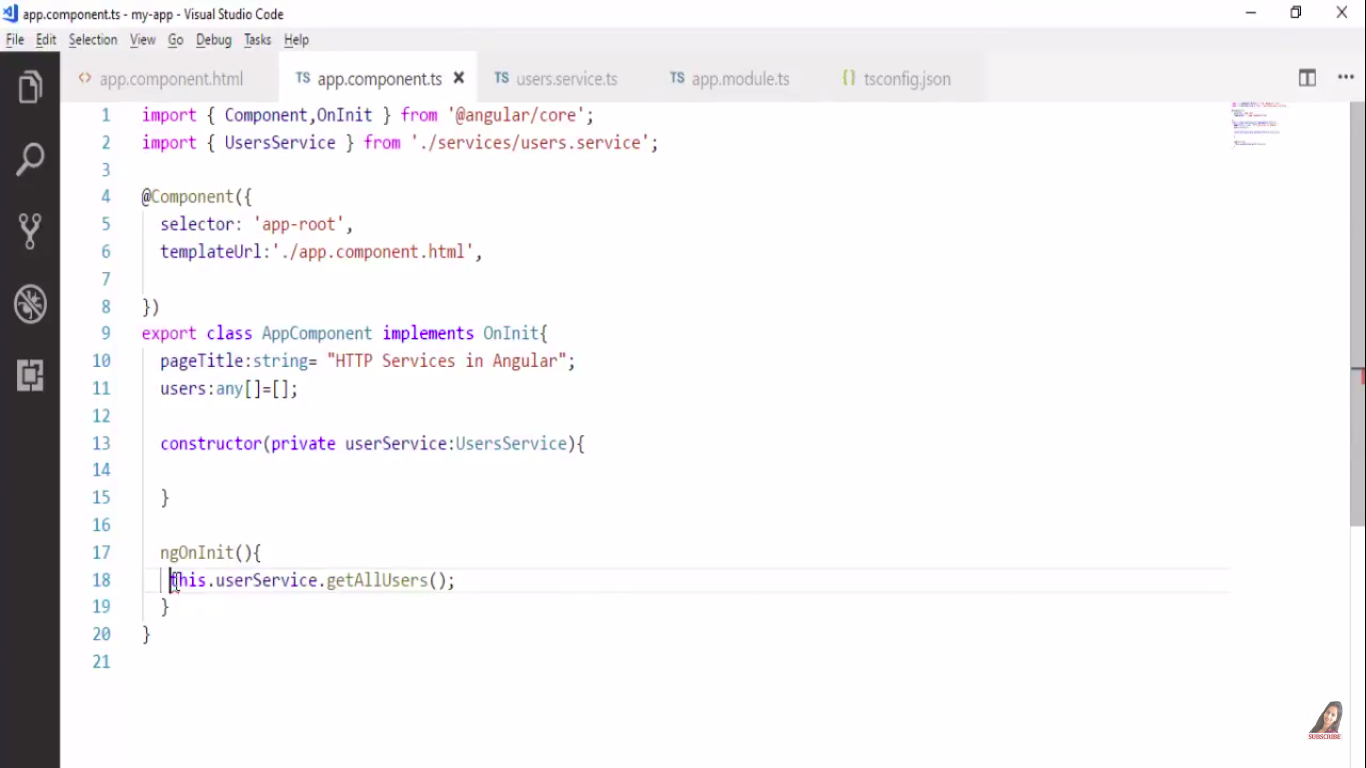 app.component.ts - my-app - Visual Studio Code
File Edit Selection View Go Debug Tasks Help
<> app.component.html TS app.component.ts × TS users.service.ts TS app.module.ts {} tsconfig.json
1 import { Component,OnInit } from '@angular/core';
2 import { UsersService } from './services/users.service';
3
4 @Component({
5 selector: 'app-root',
6 templateUrl:'./app.component.html',
7
8 })
9 export class AppComponent implements OnInit{
10 pageTitle:string= "HTTP Services in Angular";
11 users:any[]=[];
12
13 constructor(private userService:UsersService){
14
15 }
16
17 ngOnInit(){
18 this.userService.getAllUsers();
19 }
20 }
21
SUBSCRIBE